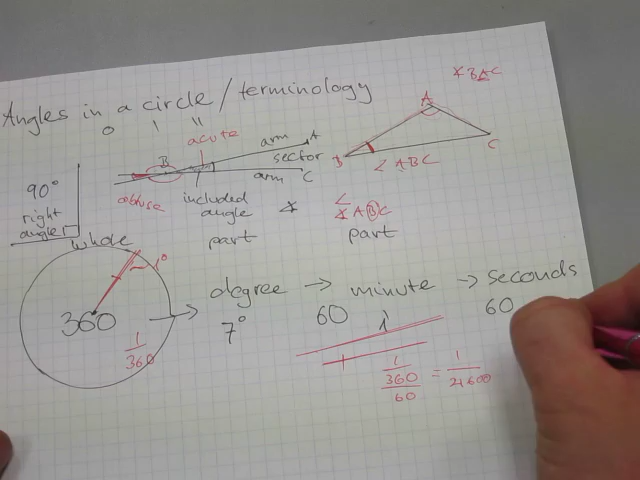 Angles in a circle / terminology
° ' "
∡BAC
acute
arm A
A
B
sector
arm C
B
∠ABC
C
90°
right
angle
obtuse
included
angle
∡
part
∠
∡ABC
part
whole
1°
360
1/360
→ degree → minute → seconds
7°
60
60
1/360/60 = 1/21600